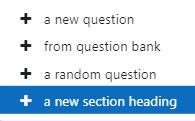 + a new question
+ from question bank
+ a random question
+ a new section heading